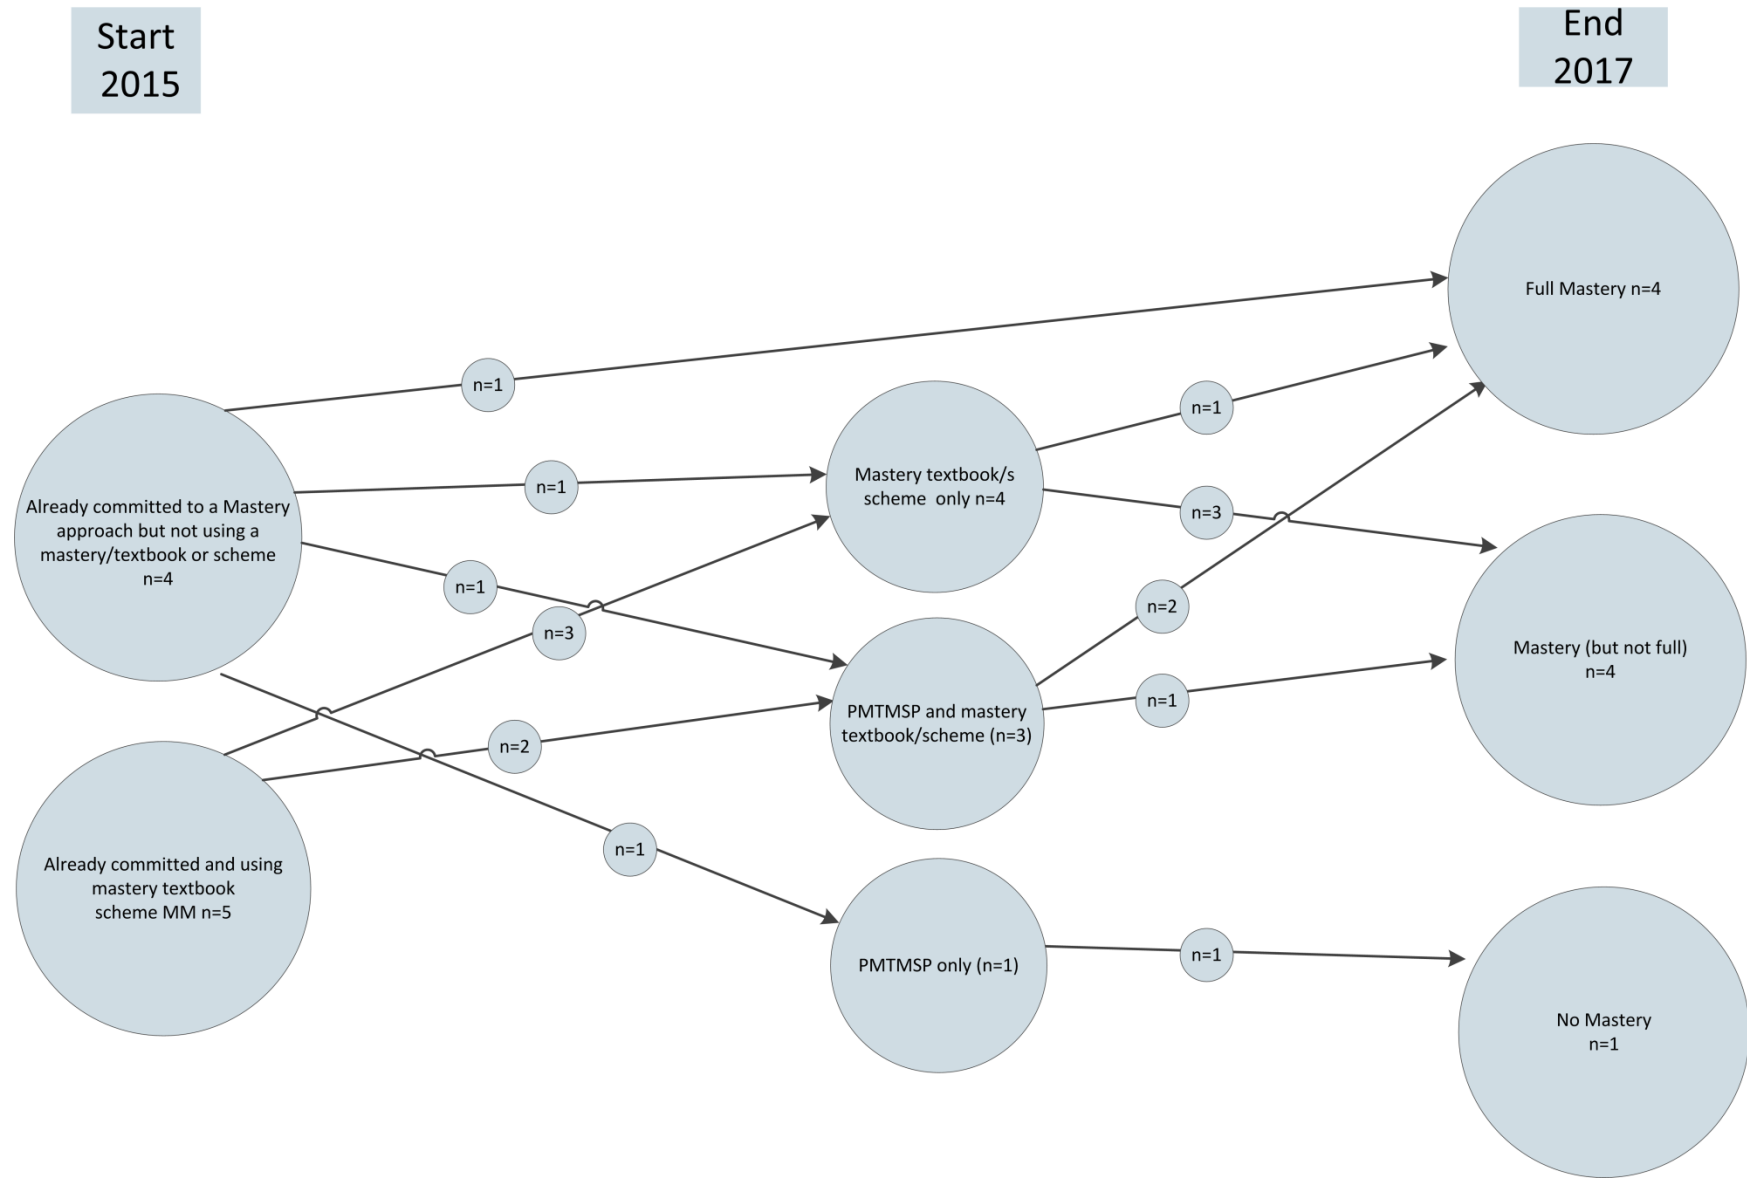 Start
2015
End
2017
Full Mastery n=4
n=1
n=1
Already committed to a Mastery
approach but not using a
mastery/textbook or scheme
n=4
n=1
Mastery textbook/s
scheme only n=4
n=3
n=1
n=3
n=2
Mastery (but not full)
n=4
PMTMSP and mastery
textbook/scheme (n=3)
n=1
n=2
n=1
Already committed and using
mastery textbook
scheme MM n=5
PMTMSP only (n=1)
n=1
No Mastery
n=1